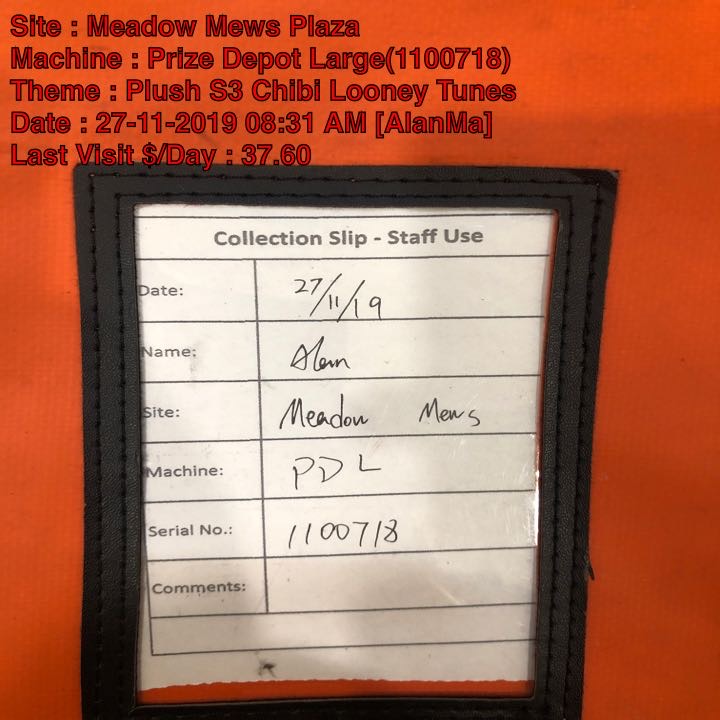 Site : Meadow Mews Plaza
Machine : Prize Depot Large(1100718)
Theme : Plush S3 Chibi Looney Tunes
Date : 27-11-2019 08:31 AM [AlanMa]
Last Visit $/Day : 37.60
Collection Slip - Staff Use
Date: 27/11/19
Name: Alan
Site: Meadow Mews
Machine: PDL
Serial No.: 1100718
Comments: